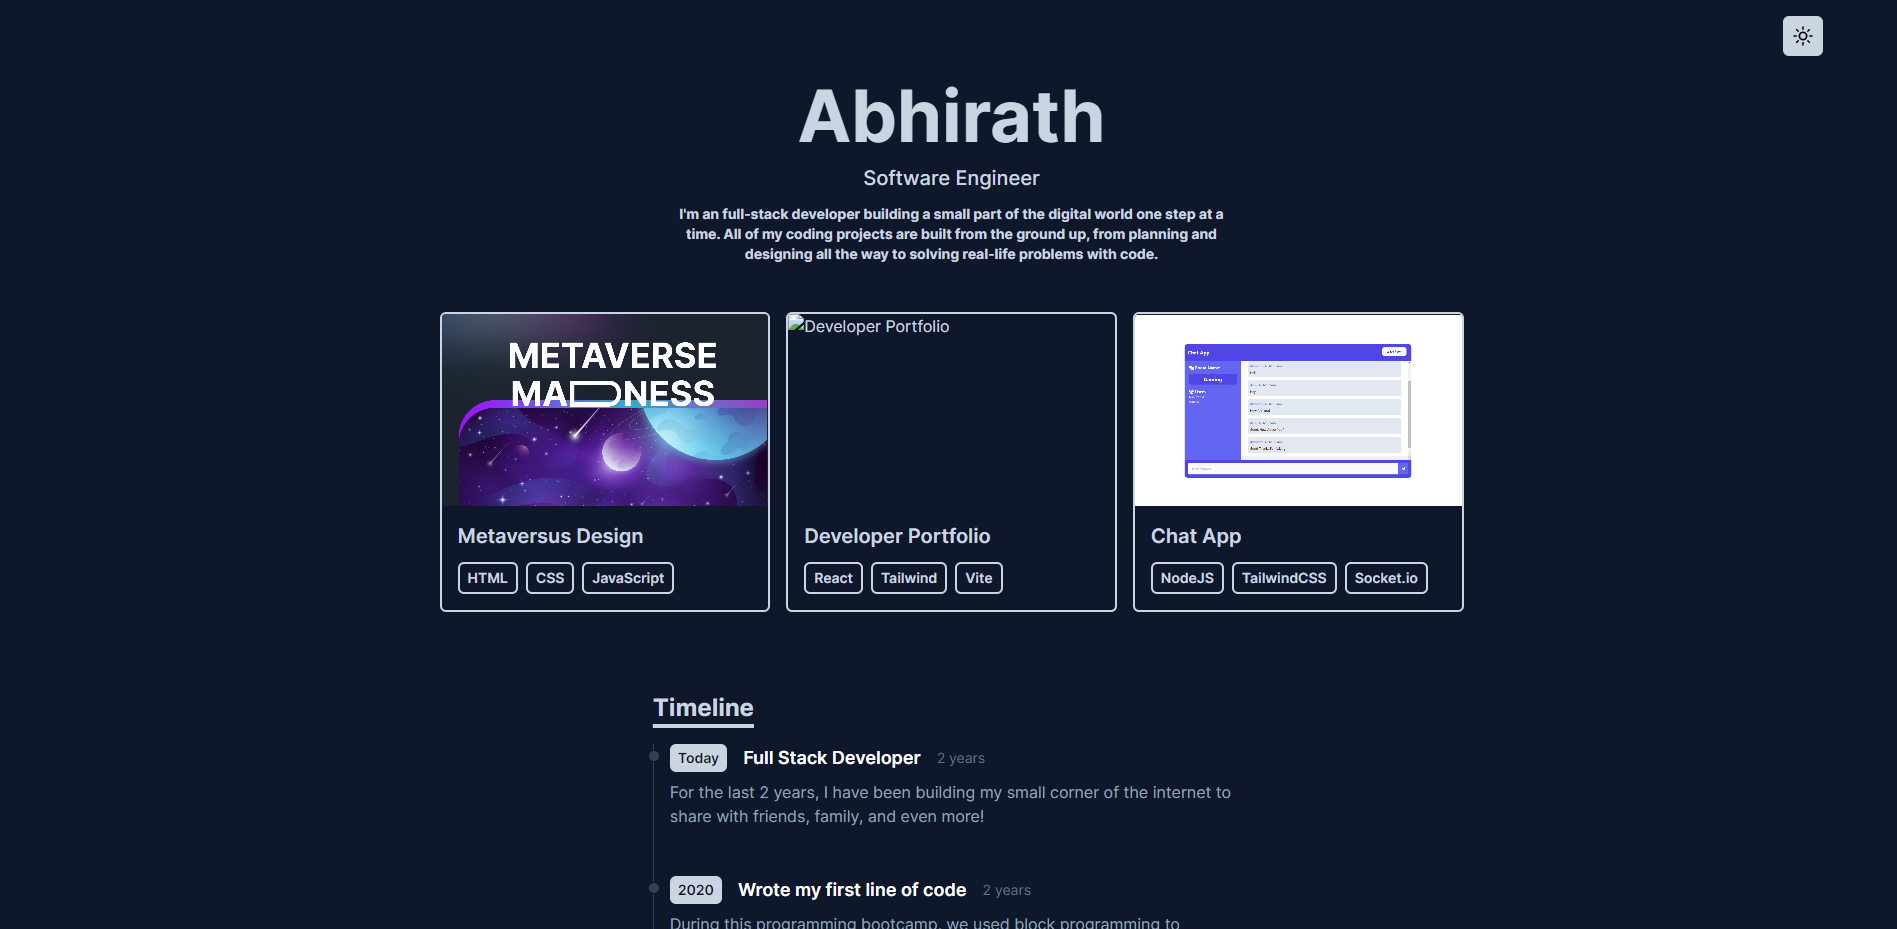 Abhirath
Software Engineer
I'm an full-stack developer building a small part of the digital world one step at a
time. All of my coding projects are built from the ground up, from planning and
designing all the way to solving real-life problems with code.
METAVERSE
MADNESS
Developer Portfolio
Chat App
Room Name
Gaming
Users
Metaversus Design
HTML CSS JavaScript
Developer Portfolio
React Tailwind Vite
Chat App
NodeJS TailwindCSS Socket.io
Timeline
Today Full Stack Developer 2 years
For the last 2 years, I have been building my small corner of the internet to
share with friends, family, and even more!
2020 Wrote my first line of code 2 years
During this programming bootcamp, we used block programming to